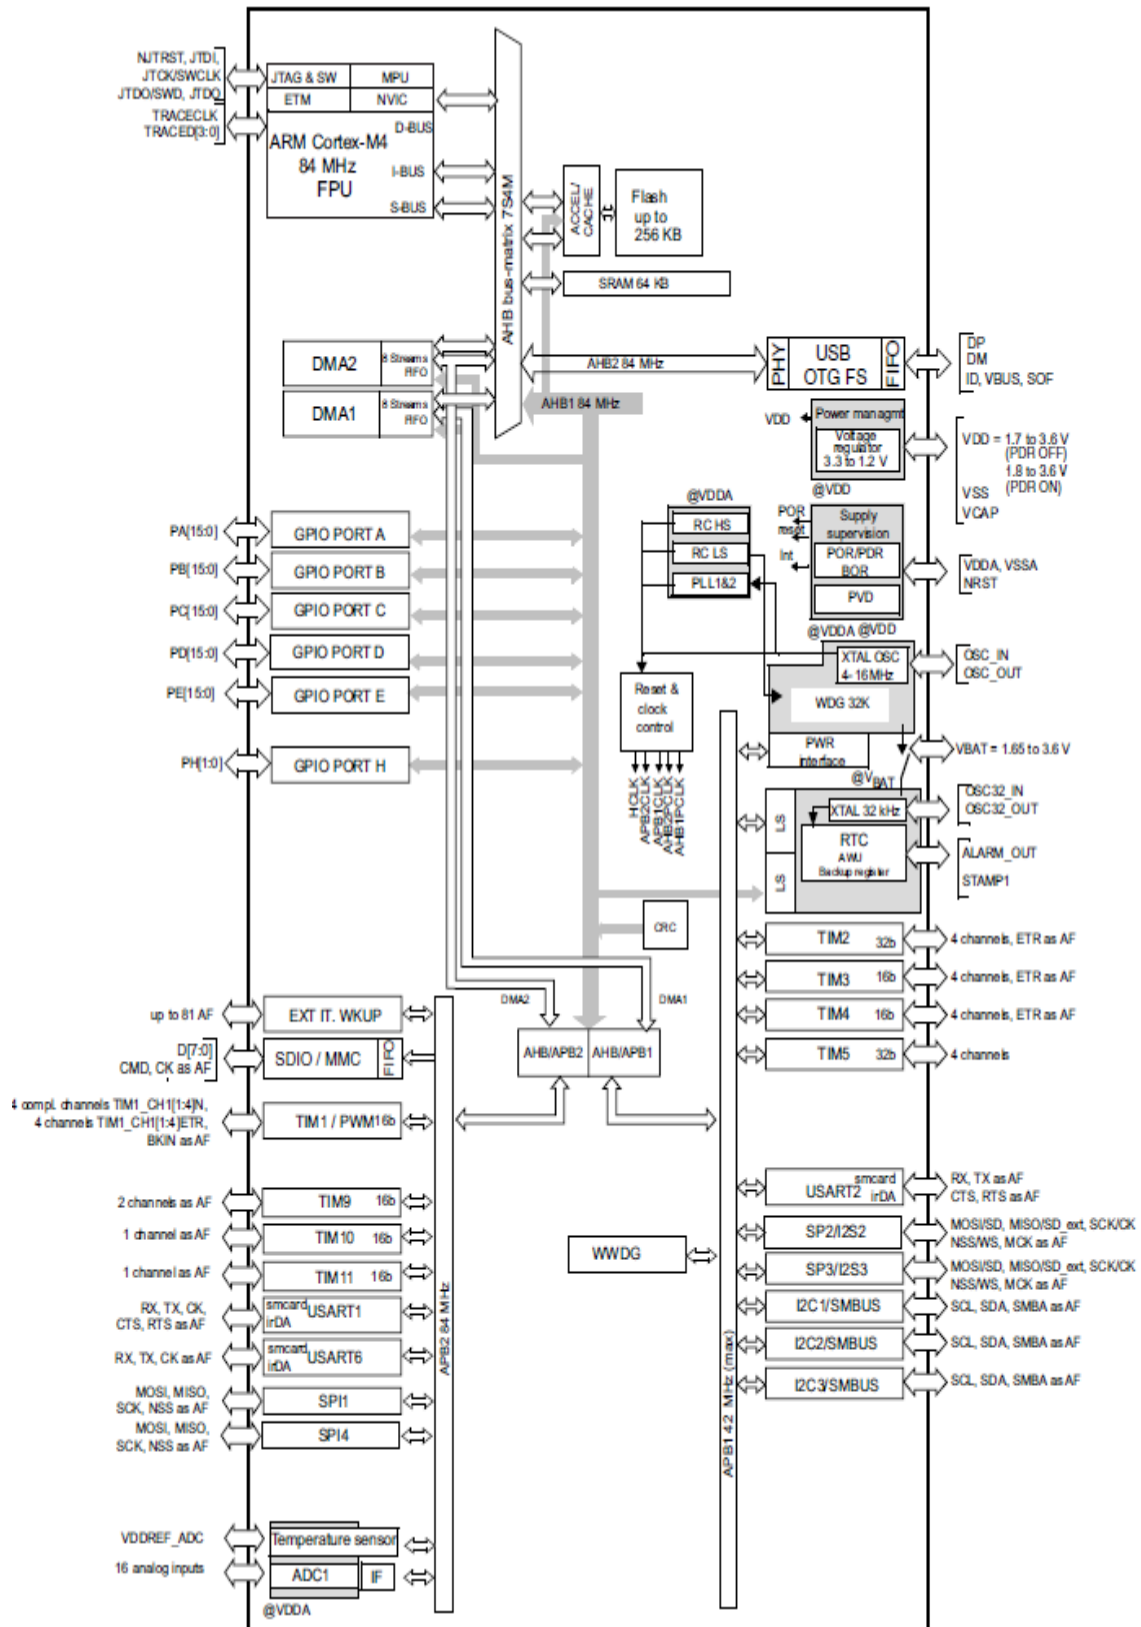 NJTRST, JTDI,
JTCK/SWCLK
JTDO/SWD, JTDO
TRACECLK
TRACED[3:0]
JTAG & SW
MPU
ETM
NVIC
D-BUS
ARM Cortex-M4
84 MHz
FPU
I-BUS
S-BUS
AHB bus-matrix 7S4M
ACCEL/
CACHE
Flash
up to
256 KB
SRAM 64 KB
DMA2
8 Streams
FIFO
DMA1
8 Streams
FIFO
AHB2 84 MHz
AHB1 84 MHz
PHY
USB
OTG FS
FIFO
DP
DM
ID, VBUS, SOF
VDD
Power managmt
Voltage
regulator
3.3 to 1.2 V
@VDD
VDD = 1.7 to 3.6 V
(PDR OFF)
1.8 to 3.6 V
(PDR ON)
VSS
VCAP
@VDDA
RC HS
RC LS
PLL1&2
POR
reset
Int
Supply
supervision
POR/PDR
BOR
PVD
VDDA, VSSA
NRST
@VDDA
@VDD
PA[15:0]
GPIO PORT A
PB[15:0]
GPIO PORT B
PC[15:0]
GPIO PORT C
PD[15:0]
GPIO PORT D
PE[15:0]
GPIO PORT E
PH[1:0]
GPIO PORT H
XTAL OSC
4- 16MHz
WDG 32K
OSC_IN
OSC_OUT
Reset &
clock
control
HCLK
APB2CLK
APB1CLK
AHB2PCLK
AHB1PCLK
PWR
interface
VBAT = 1.65 to 3.6 V
@VBAT
LS
LS
XTAL 32 kHz
RTC
AWU
Backup register
OSC32_IN
OSC32_OUT
ALARM_OUT
STAMP1
CRC
TIM2
32b
4 channels, ETR as AF
TIM3
16b
4 channels, ETR as AF
TIM4
16b
4 channels, ETR as AF
TIM5
32b
4 channels
DMA2
DMA1
AHB/APB2
AHB/APB1
up to 81 AF
EXT IT. WKUP
D[7:0]
CMD, CK as AF
SDIO / MMC
FIFO
4 compl. channels TIM1_CH1[1:4]N,
4 channels TIM1_CH1[1:4]ETR,
BKIN as AF
TIM1 / PWM
16b
2 channels as AF
TIM9
16b
1 channel as AF
TIM10
16b
1 channel as AF
TIM11
16b
RX, TX, CK,
CTS, RTS as AF
smcard
irDA
USART1
RX, TX, CK as AF
smcard
irDA
USART6
MOSI, MISO,
SCK, NSS as AF
SPI1
MOSI, MISO,
SCK, NSS as AF
SPI4
VDDREF_ADC
Temperature sensor
16 analog inputs
ADC1
IF
@VDDA
APB2 84 MHz
WWDG
APB1 42 MHz (max)
USART2
smcard
irDA
RX, TX as AF
CTS, RTS as AF
SP2/I2S2
MOSI/SD, MISO/SD_ext, SCK/CK
NSS/WS, MCK as AF
SP3/I2S3
MOSI/SD, MISO/SD_ext, SCK/CK
NSS/WS, MCK as AF
I2C1/SMBUS
SCL, SDA, SMBA as AF
I2C2/SMBUS
SCL, SDA, SMBA as AF
I2C3/SMBUS
SCL, SDA, SMBA as AF